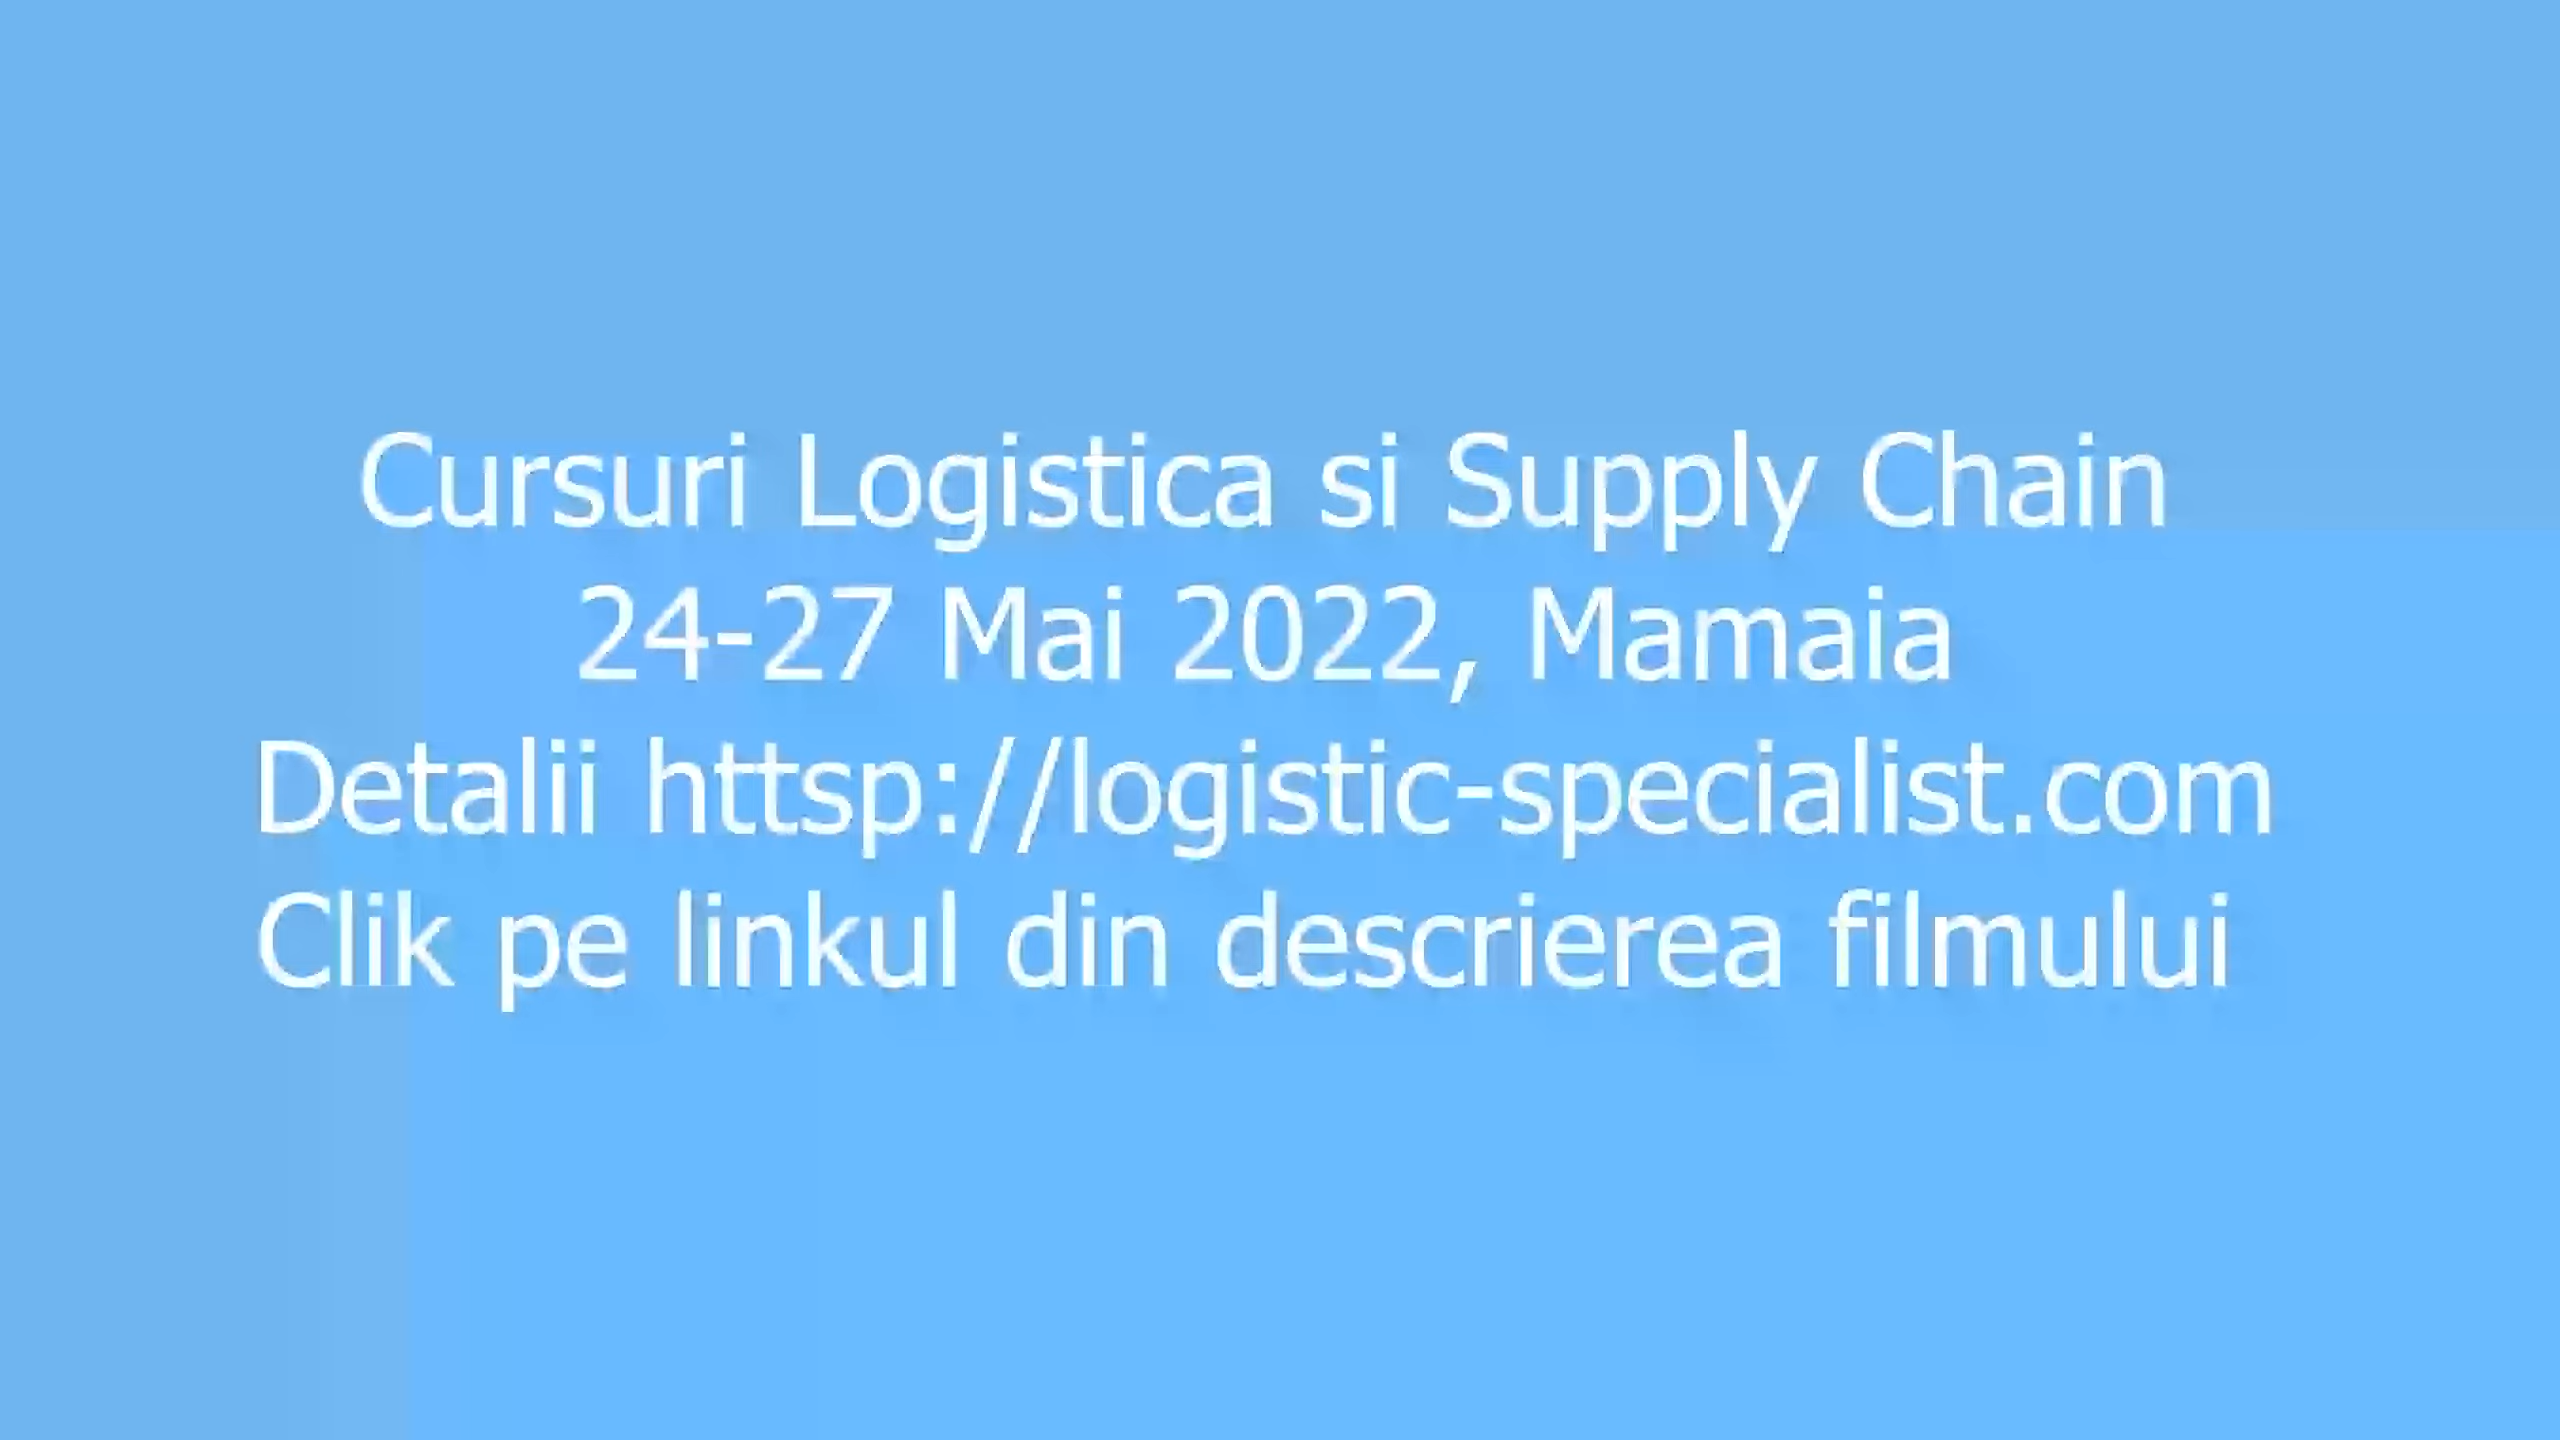 Cursuri Logistica si Supply Chain
24-27 Mai 2022, Mamaia
Detalii httsp://logistic-specialist.com
Clik pe linkul din descrierea filmului